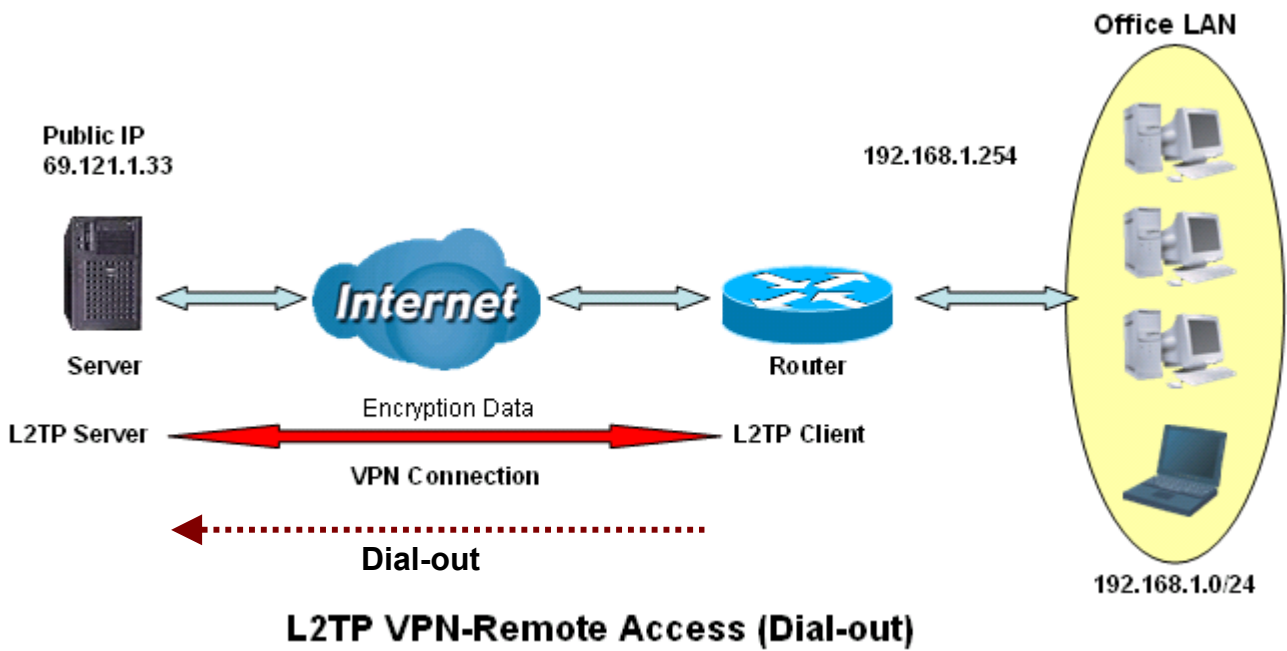 Office LAN
Public IP
69.121.1.33
192.168.1.254
Internet
Server
Router
Encryption Data
L2TP Server
L2TP Client
VPN Connection
Dial-out
192.168.1.0/24
L2TP VPN-Remote Access (Dial-out)